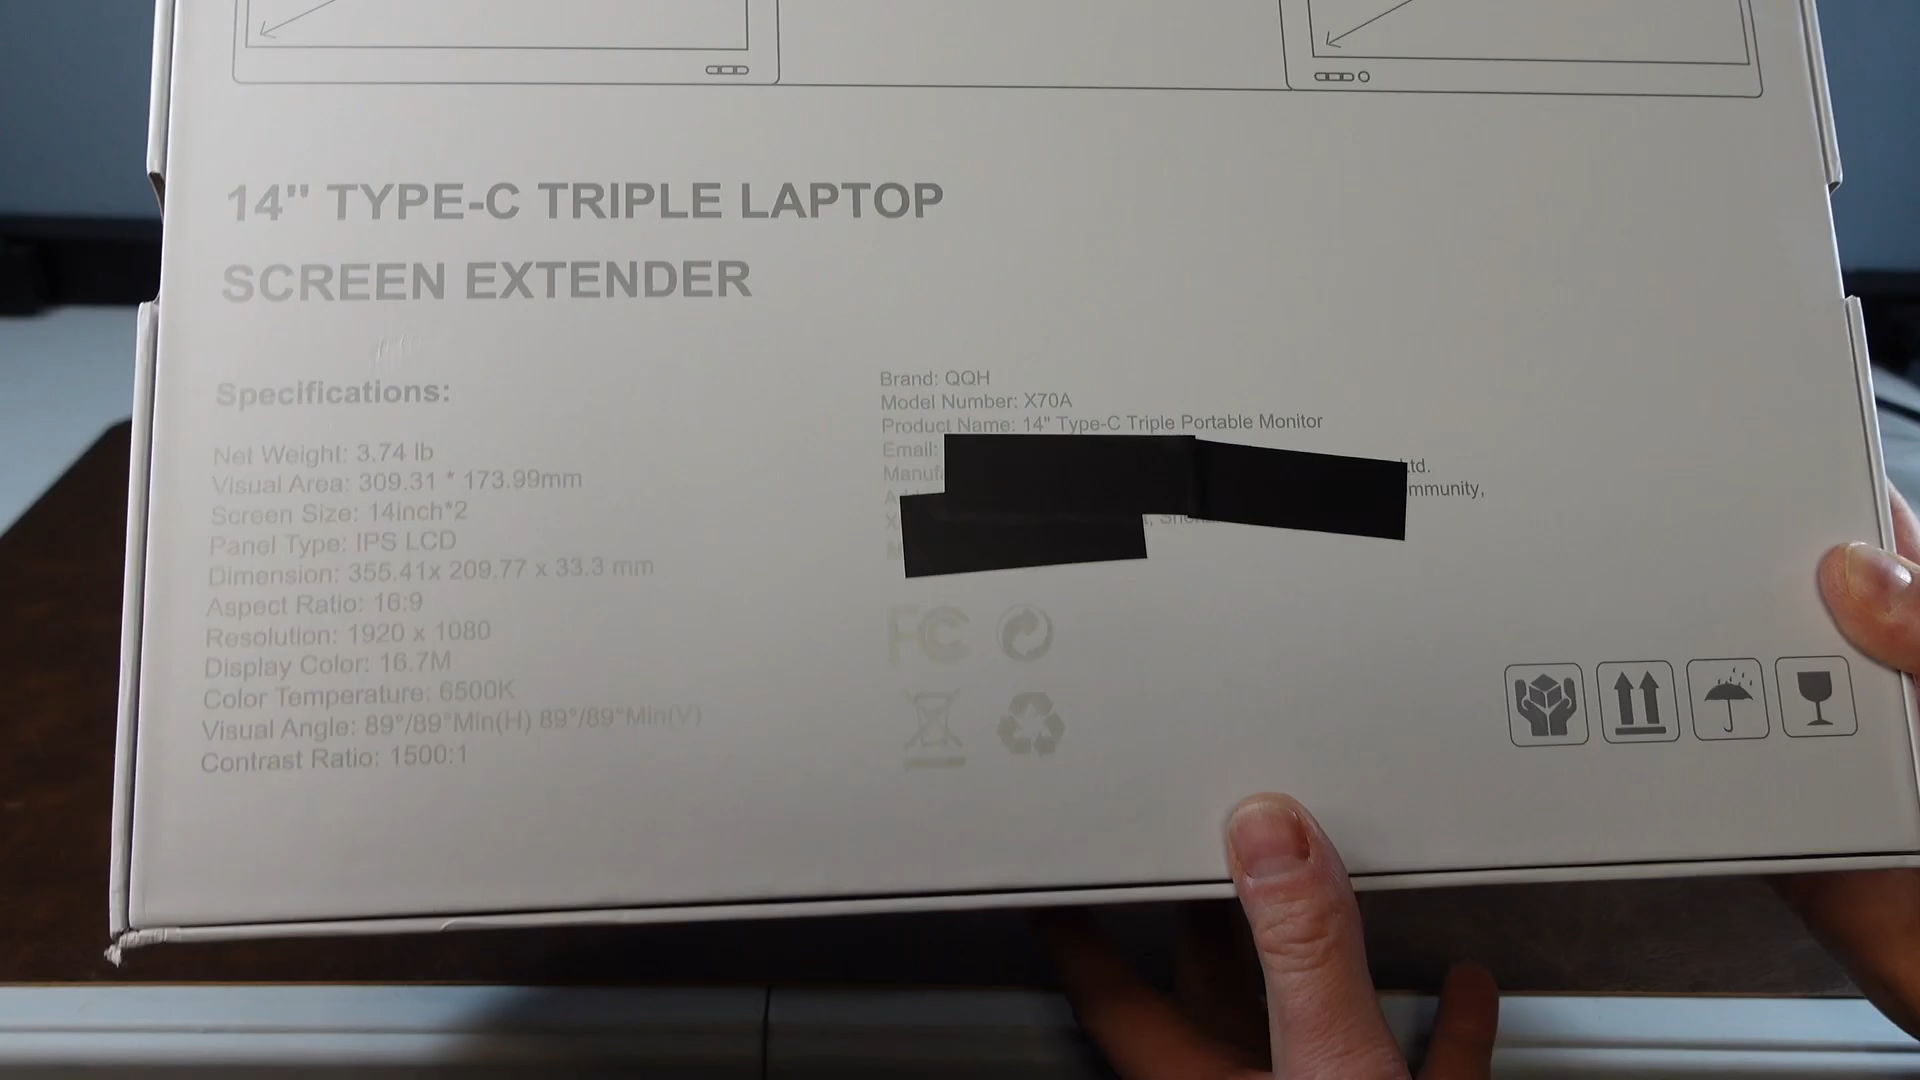 14" TYPE-C TRIPLE LAPTOP
SCREEN EXTENDER
Specifications:
Net Weight: 3.74 lb
Visual Area: 309.31 * 173.99mm
Screen Size: 14inch*2
Panel Type: IPS LCD
Dimension: 355.41x 209.77 x 33.3 mm
Aspect Ratio: 16:9
Resolution: 1920 x 1080
Display Color: 16.7M
Color Temperature: 6500K
Visual Angle: 89°/89°Min(H) 89°/89°Min(V)
Contrast Ratio: 1500:1
Brand: QQH
Model Number: X70A
Product Name: 14" Type-C Triple Portable Monitor
Email:
FC